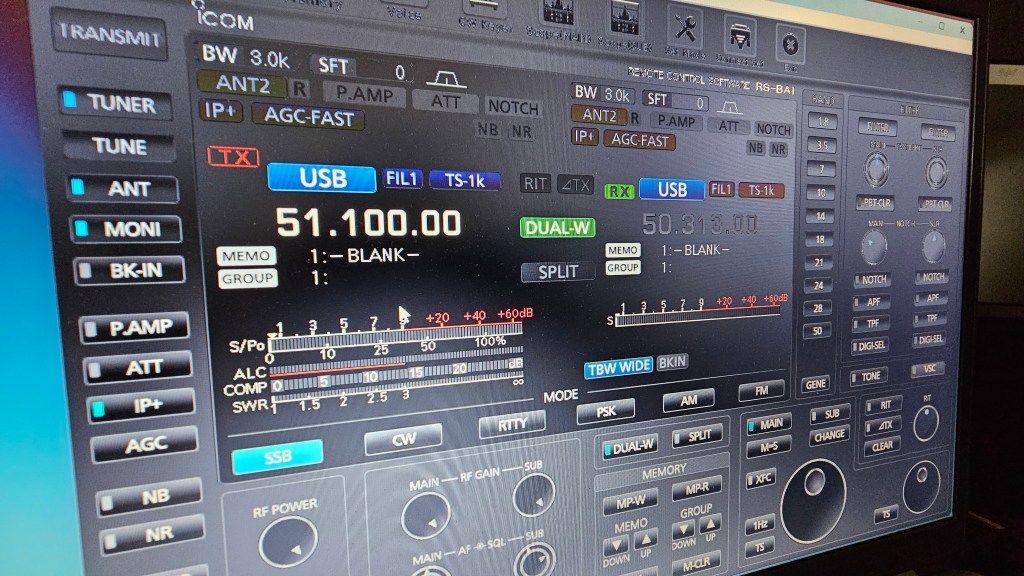 ICOM
TRANSMIT
REMOTE CONTROL SOFTWARE RS-BA1
BW 3.0k SFT 0
ANT2 R P.AMP ATT NOTCH
IP+ AGC-FAST NB NR
BW 3.0k SFT 0
ANT2 R P.AMP ATT NOTCH
IP+ AGC-FAST NB NR
TX
USB FIL1 TS-1k RIT ⊿TX
RX USB FIL1 TS-1k
51.100.00
DUAL-W
50.313.00
MEMO 1:-BLANK-
GROUP 1:
SPLIT
MEMO 1:-BLANK-
GROUP 1:
1 3 5 7 9 +20 +40 +60dB
S/Po
0 10 25 50 100%
ALC
COMP 0 5 10 15 20 dB
SWR 1 1.5 2 2.5 3 ∞
1 3 5 7 9 +20 +40 +60dB
S
TBW WIDE BKIN
MODE
SSB CW RTTY PSK AM FM
TUNER
TUNE
ANT
MONI
BK-IN
P.AMP
ATT
IP+
AGC
NB
NR
RF POWER
MAIN - RF GAIN - SUB
MAIN - AF SQL - SUB
DUAL-W SPLIT
MEMORY
MP-W MP-R
MEMO GROUP
DOWN UP DOWN UP
M-CLR
BAND
1.8
3.5
7
10
14
18
21
24
28
50
GENE
FILTER
FILTER FILTER
PBT-CLR PBT-CLR
MAIN NOTCH SUB
NOTCH NOTCH
APF APF
TPF TPF
DIGI-SEL DIGI-SEL
TONE VSC
MAIN SUB
M=S CHANGE
XFC
1Hz
TS
RIT
⊿TX
CLEAR
RIT
TS